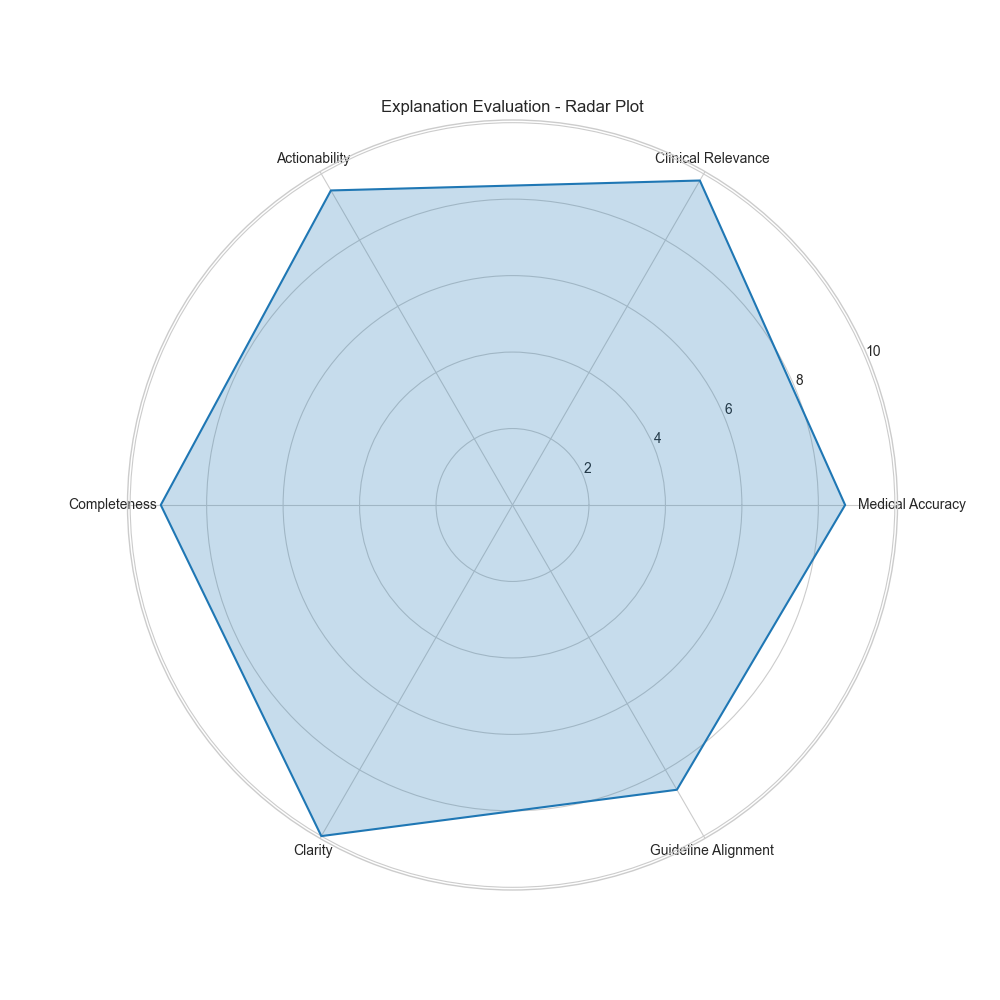 Explanation Evaluation - Radar Plot
Actionability
Clinical Relevance
10
8
6
4
2
Completeness
Medical Accuracy
Clarity
Guideline Alignment